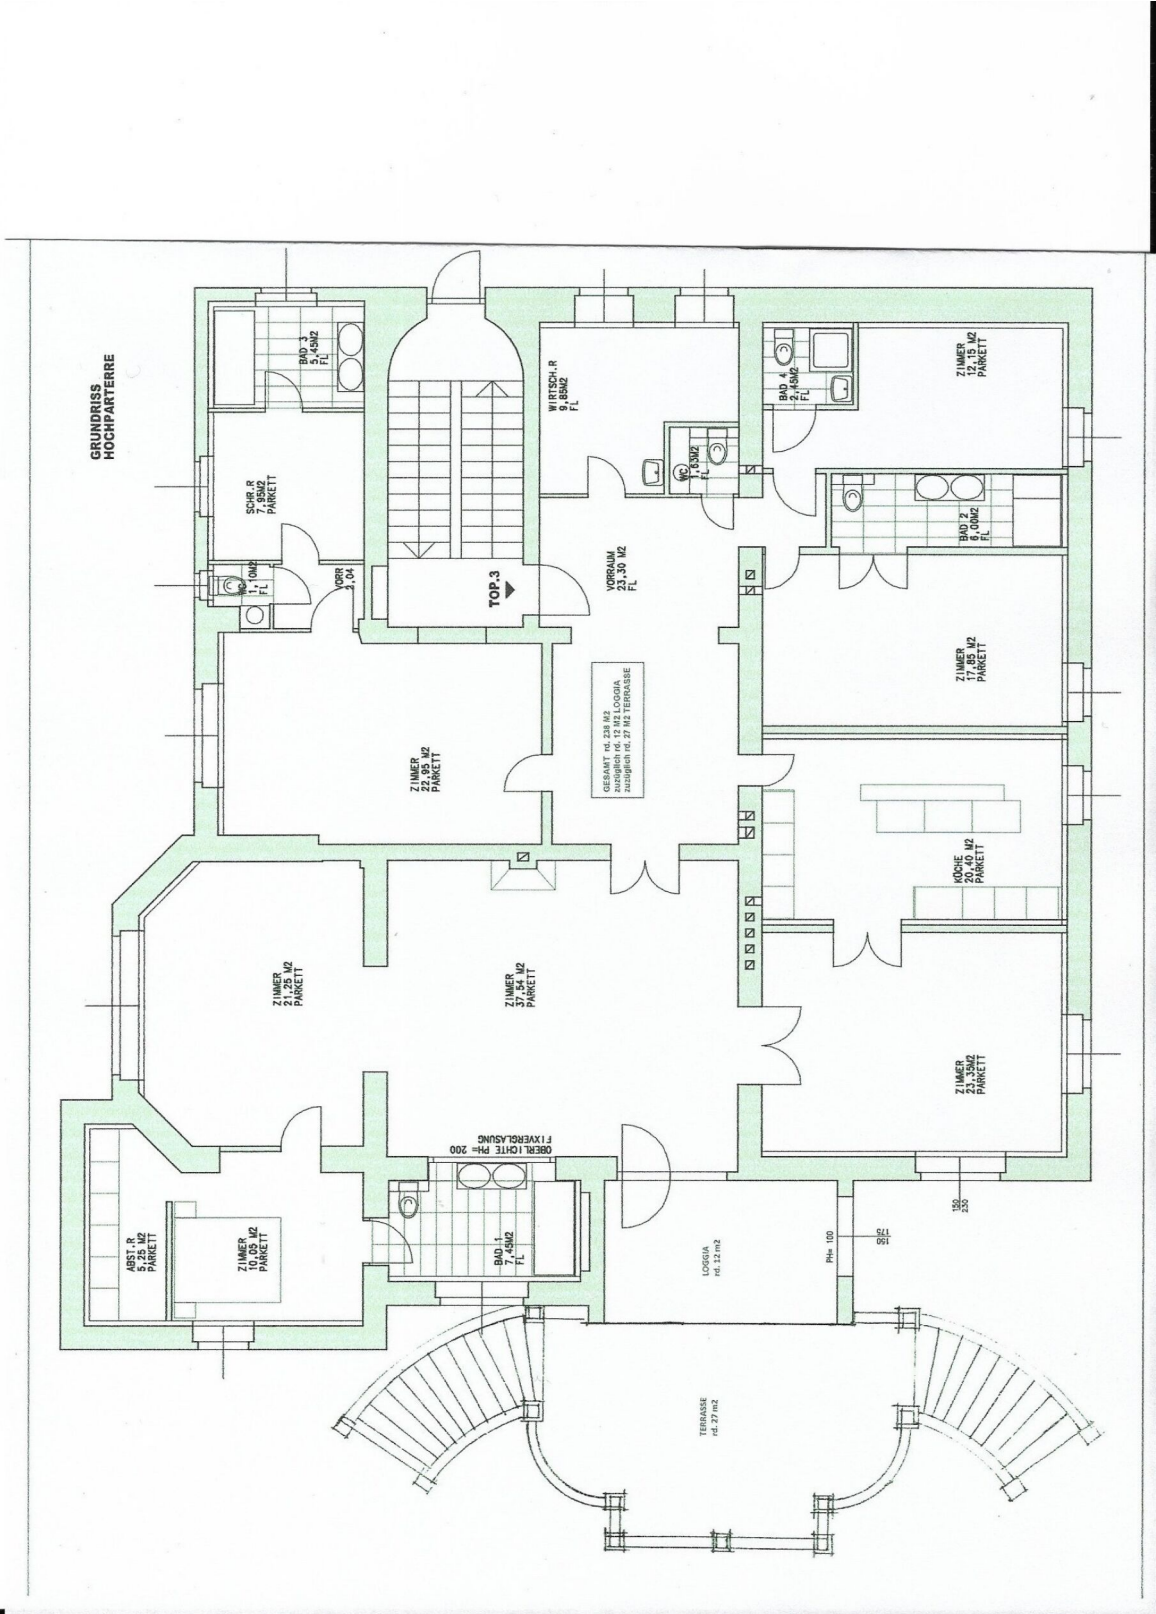 GRUNDRISS
HOCHPARTERRE
BAD 3
5,45M2
FL
SCHR.R
7,95M2
PARKETT
WC
1,10M2
FL
VORR
2,04
TOP.3
WIRTSCH.R
9,85M2
FL
WC
1,63M2
FL
VORRAUM
23,30 M2
FL
BAD 4
2,45M2
FL
ZIMMER
12,15 M2
PARKETT
BAD 2
6,00M2
FL
ZIMMER
17,85 M2
PARKETT
GESAMT rd. 238 M2
zuzüglich rd. 12 M2 LOGGIA
zuzüglich rd. 27 M2 TERRASSE
ZIMMER
22,95 M2
PARKETT
KÜCHE
20,40 M2
PARKETT
ZIMMER
21,25 M2
PARKETT
ZIMMER
37,54 M2
PARKETT
ZIMMER
23,35M2
PARKETT
OBERLICHTE PH= 200
FIXVERGLASUNG
ABST.R
5,25 M2
PARKETT
ZIMMER
10,05 M2
PARKETT
BAD 1
7,45M2
FL
LOGGIA
rd. 12 m2
PH= 100
150
175
150
230
TERRASSE
rd. 27 m2